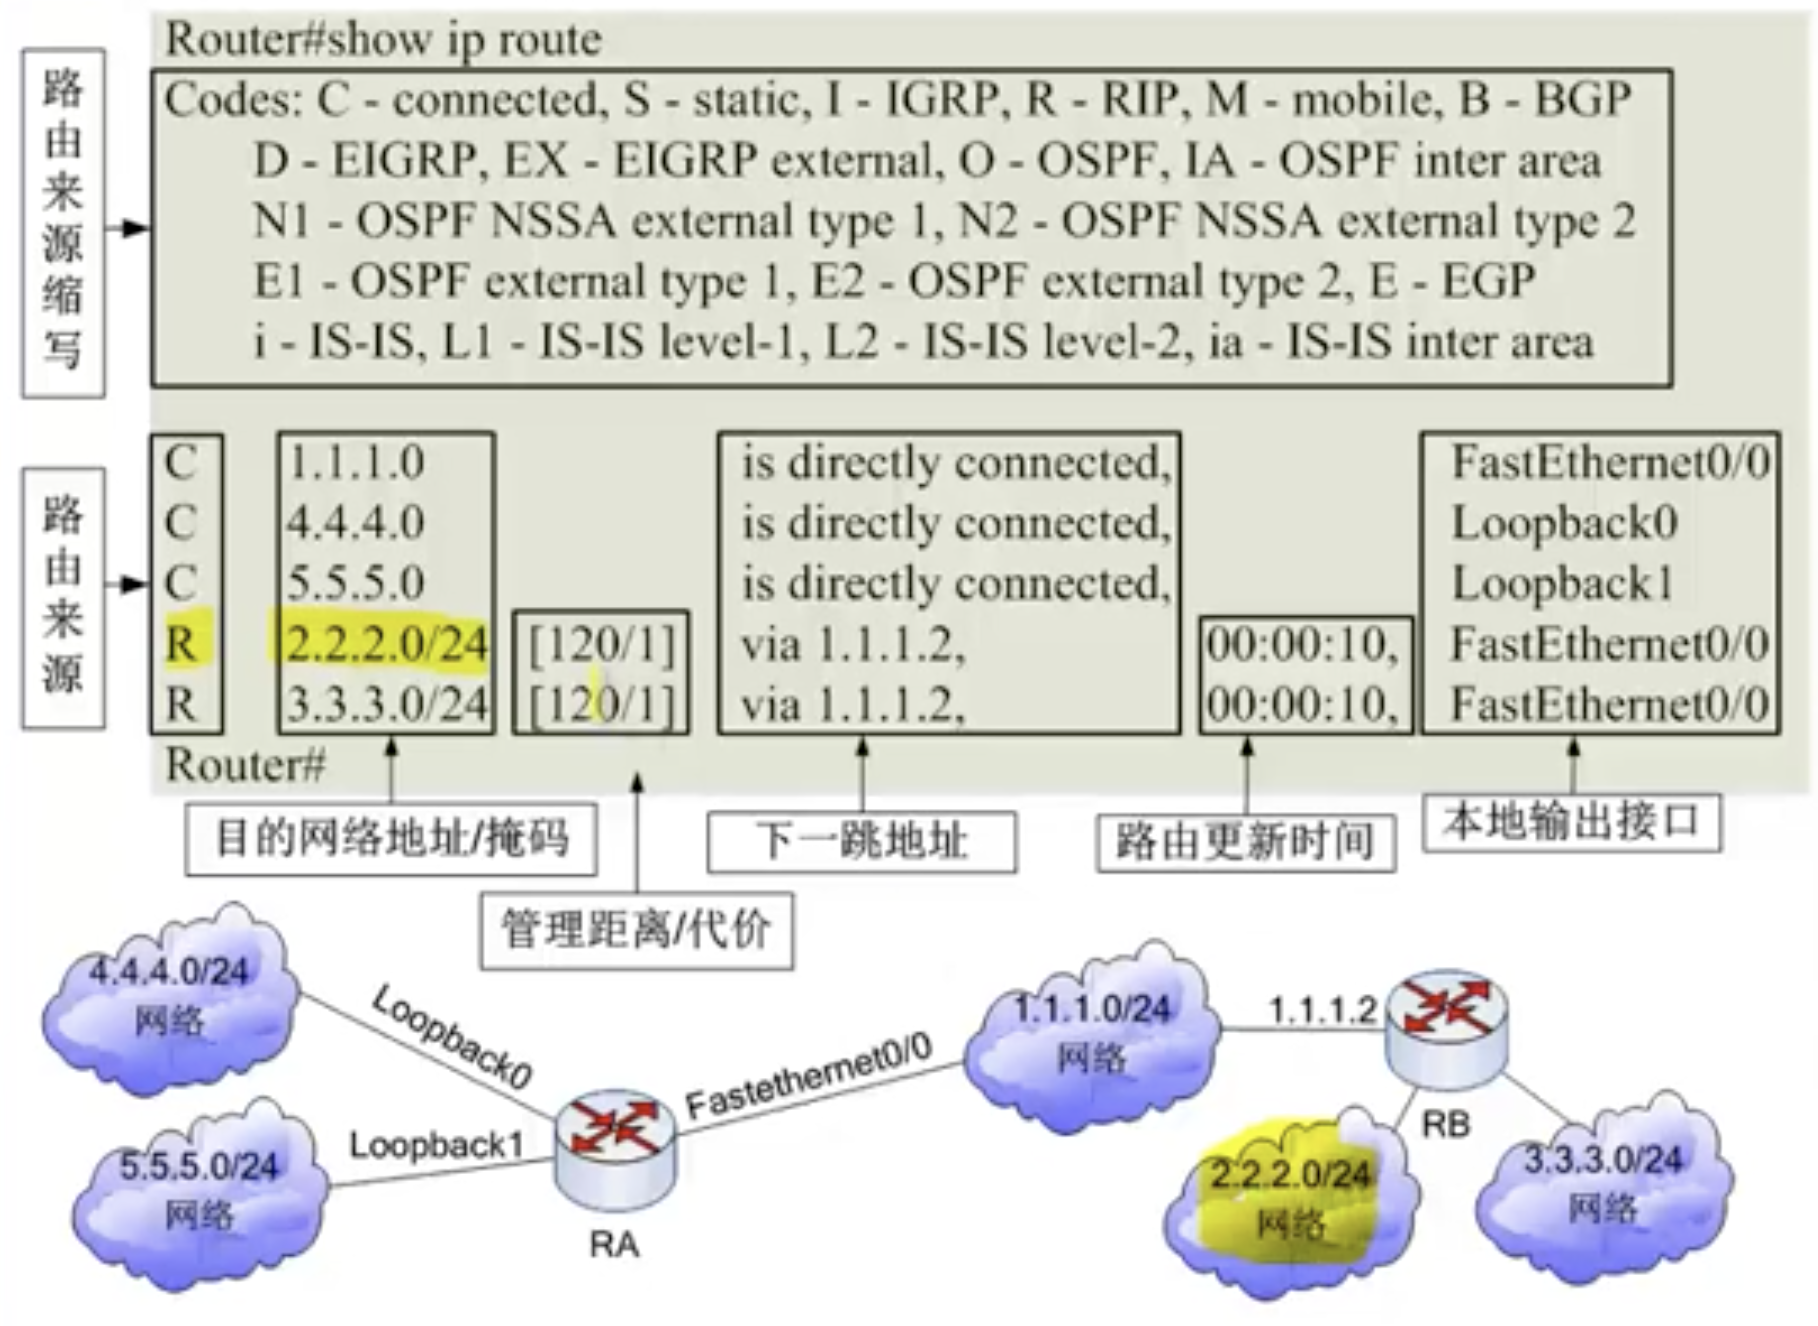 Router#show ip route
路由来源缩写
Codes: C - connected, S - static, I - IGRP, R - RIP, M - mobile, B - BGP
D - EIGRP, EX - EIGRP external, O - OSPF, IA - OSPF inter area
N1 - OSPF NSSA external type 1, N2 - OSPF NSSA external type 2
E1 - OSPF external type 1, E2 - OSPF external type 2, E - EGP
i - IS-IS, L1 - IS-IS level-1, L2 - IS-IS level-2, ia - IS-IS inter area
路由来源
C 1.1.1.0 is directly connected, FastEthernet0/0
C 4.4.4.0 is directly connected, Loopback0
C 5.5.5.0 is directly connected, Loopback1
R 2.2.2.0/24 [120/1] via 1.1.1.2, 00:00:10, FastEthernet0/0
R 3.3.3.0/24 [120/1] via 1.1.1.2, 00:00:10, FastEthernet0/0
Router#
目的网络地址/掩码
下一跳地址
路由更新时间
本地输出接口
管理距离/代价
4.4.4.0/24
网络
Loopback0
5.5.5.0/24
网络
Loopback1
RA
Fastethernet0/0
1.1.1.0/24
网络
1.1.1.2
RB
2.2.2.0/24
网络
3.3.3.0/24
网络